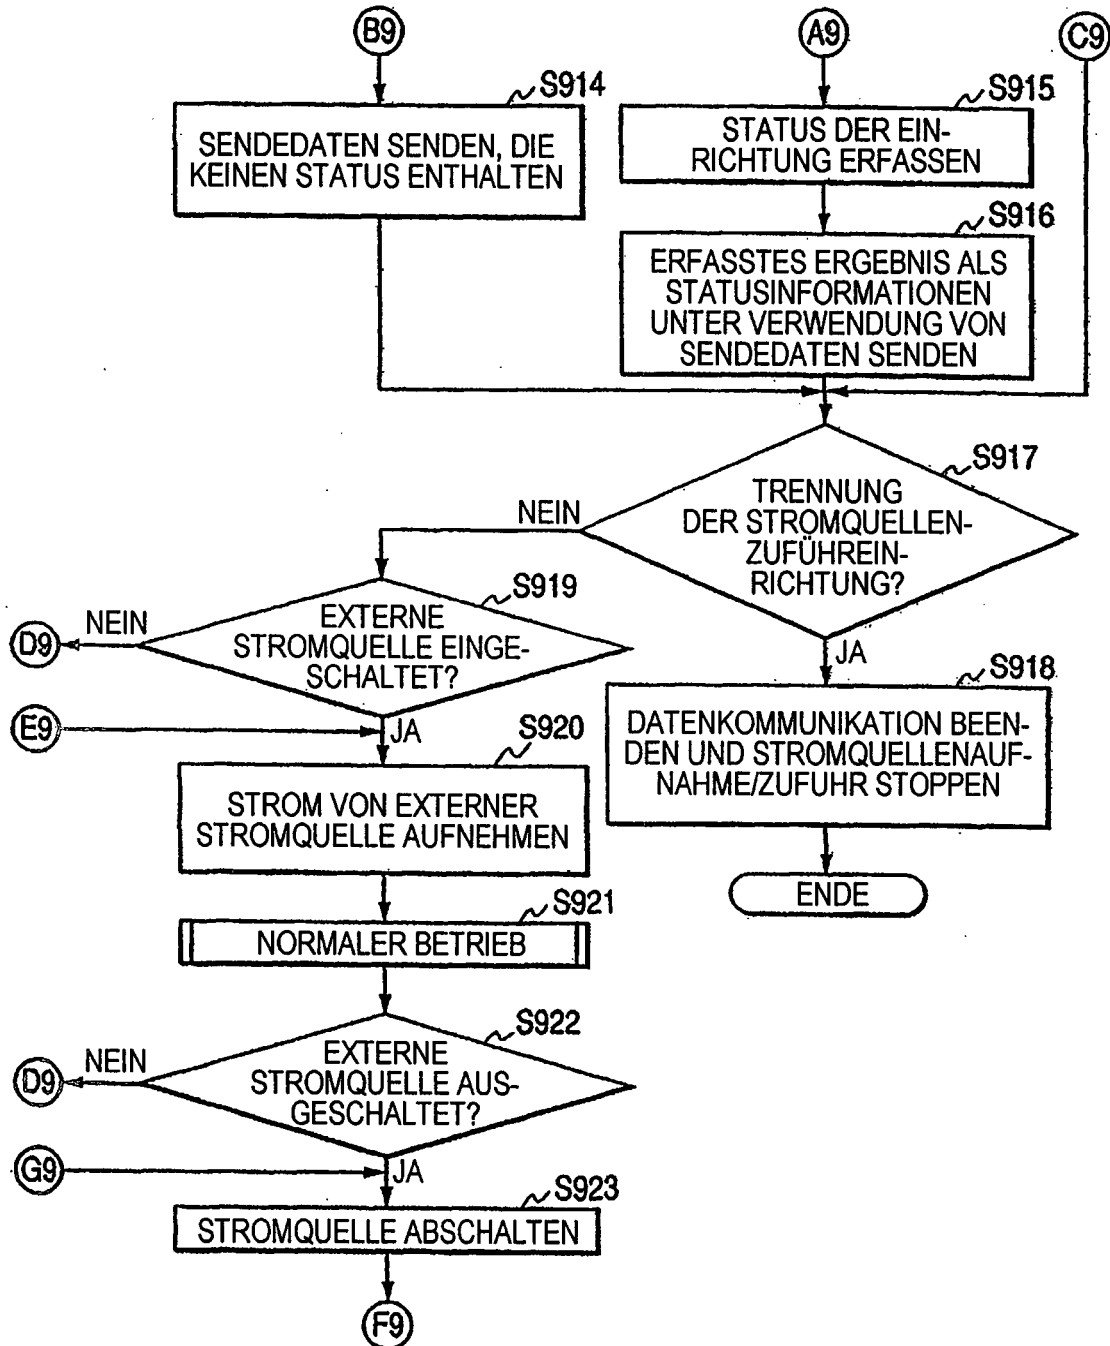 B9
A9
C9
S914
SENDEDATEN SENDEN, DIE
KEINEN STATUS ENTHALTEN
S915
STATUS DER EIN-
RICHTUNG ERFASSEN
S916
ERFASSTES ERGEBNIS ALS
STATUSINFORMATIONEN
UNTER VERWENDUNG VON
SENDEDATEN SENDEN
S917
TRENNUNG
DER STROMQUELLEN-
ZUFÜHREIN-
RICHTUNG?
NEIN
JA
S918
DATENKOMMUNIKATION BEEN-
DEN UND STROMQUELLENAUF-
NAHME/ZUFUHR STOPPEN
ENDE
S919
EXTERNE
STROMQUELLE EINGE-
SCHALTET?
NEIN
D9
E9
JA
S920
STROM VON EXTERNER
STROMQUELLE AUFNEHMEN
S921
NORMALER BETRIEB
S922
EXTERNE
STROMQUELLE AUS-
GESCHALTET?
NEIN
D9
G9
JA
S923
STROMQUELLE ABSCHALTEN
F9